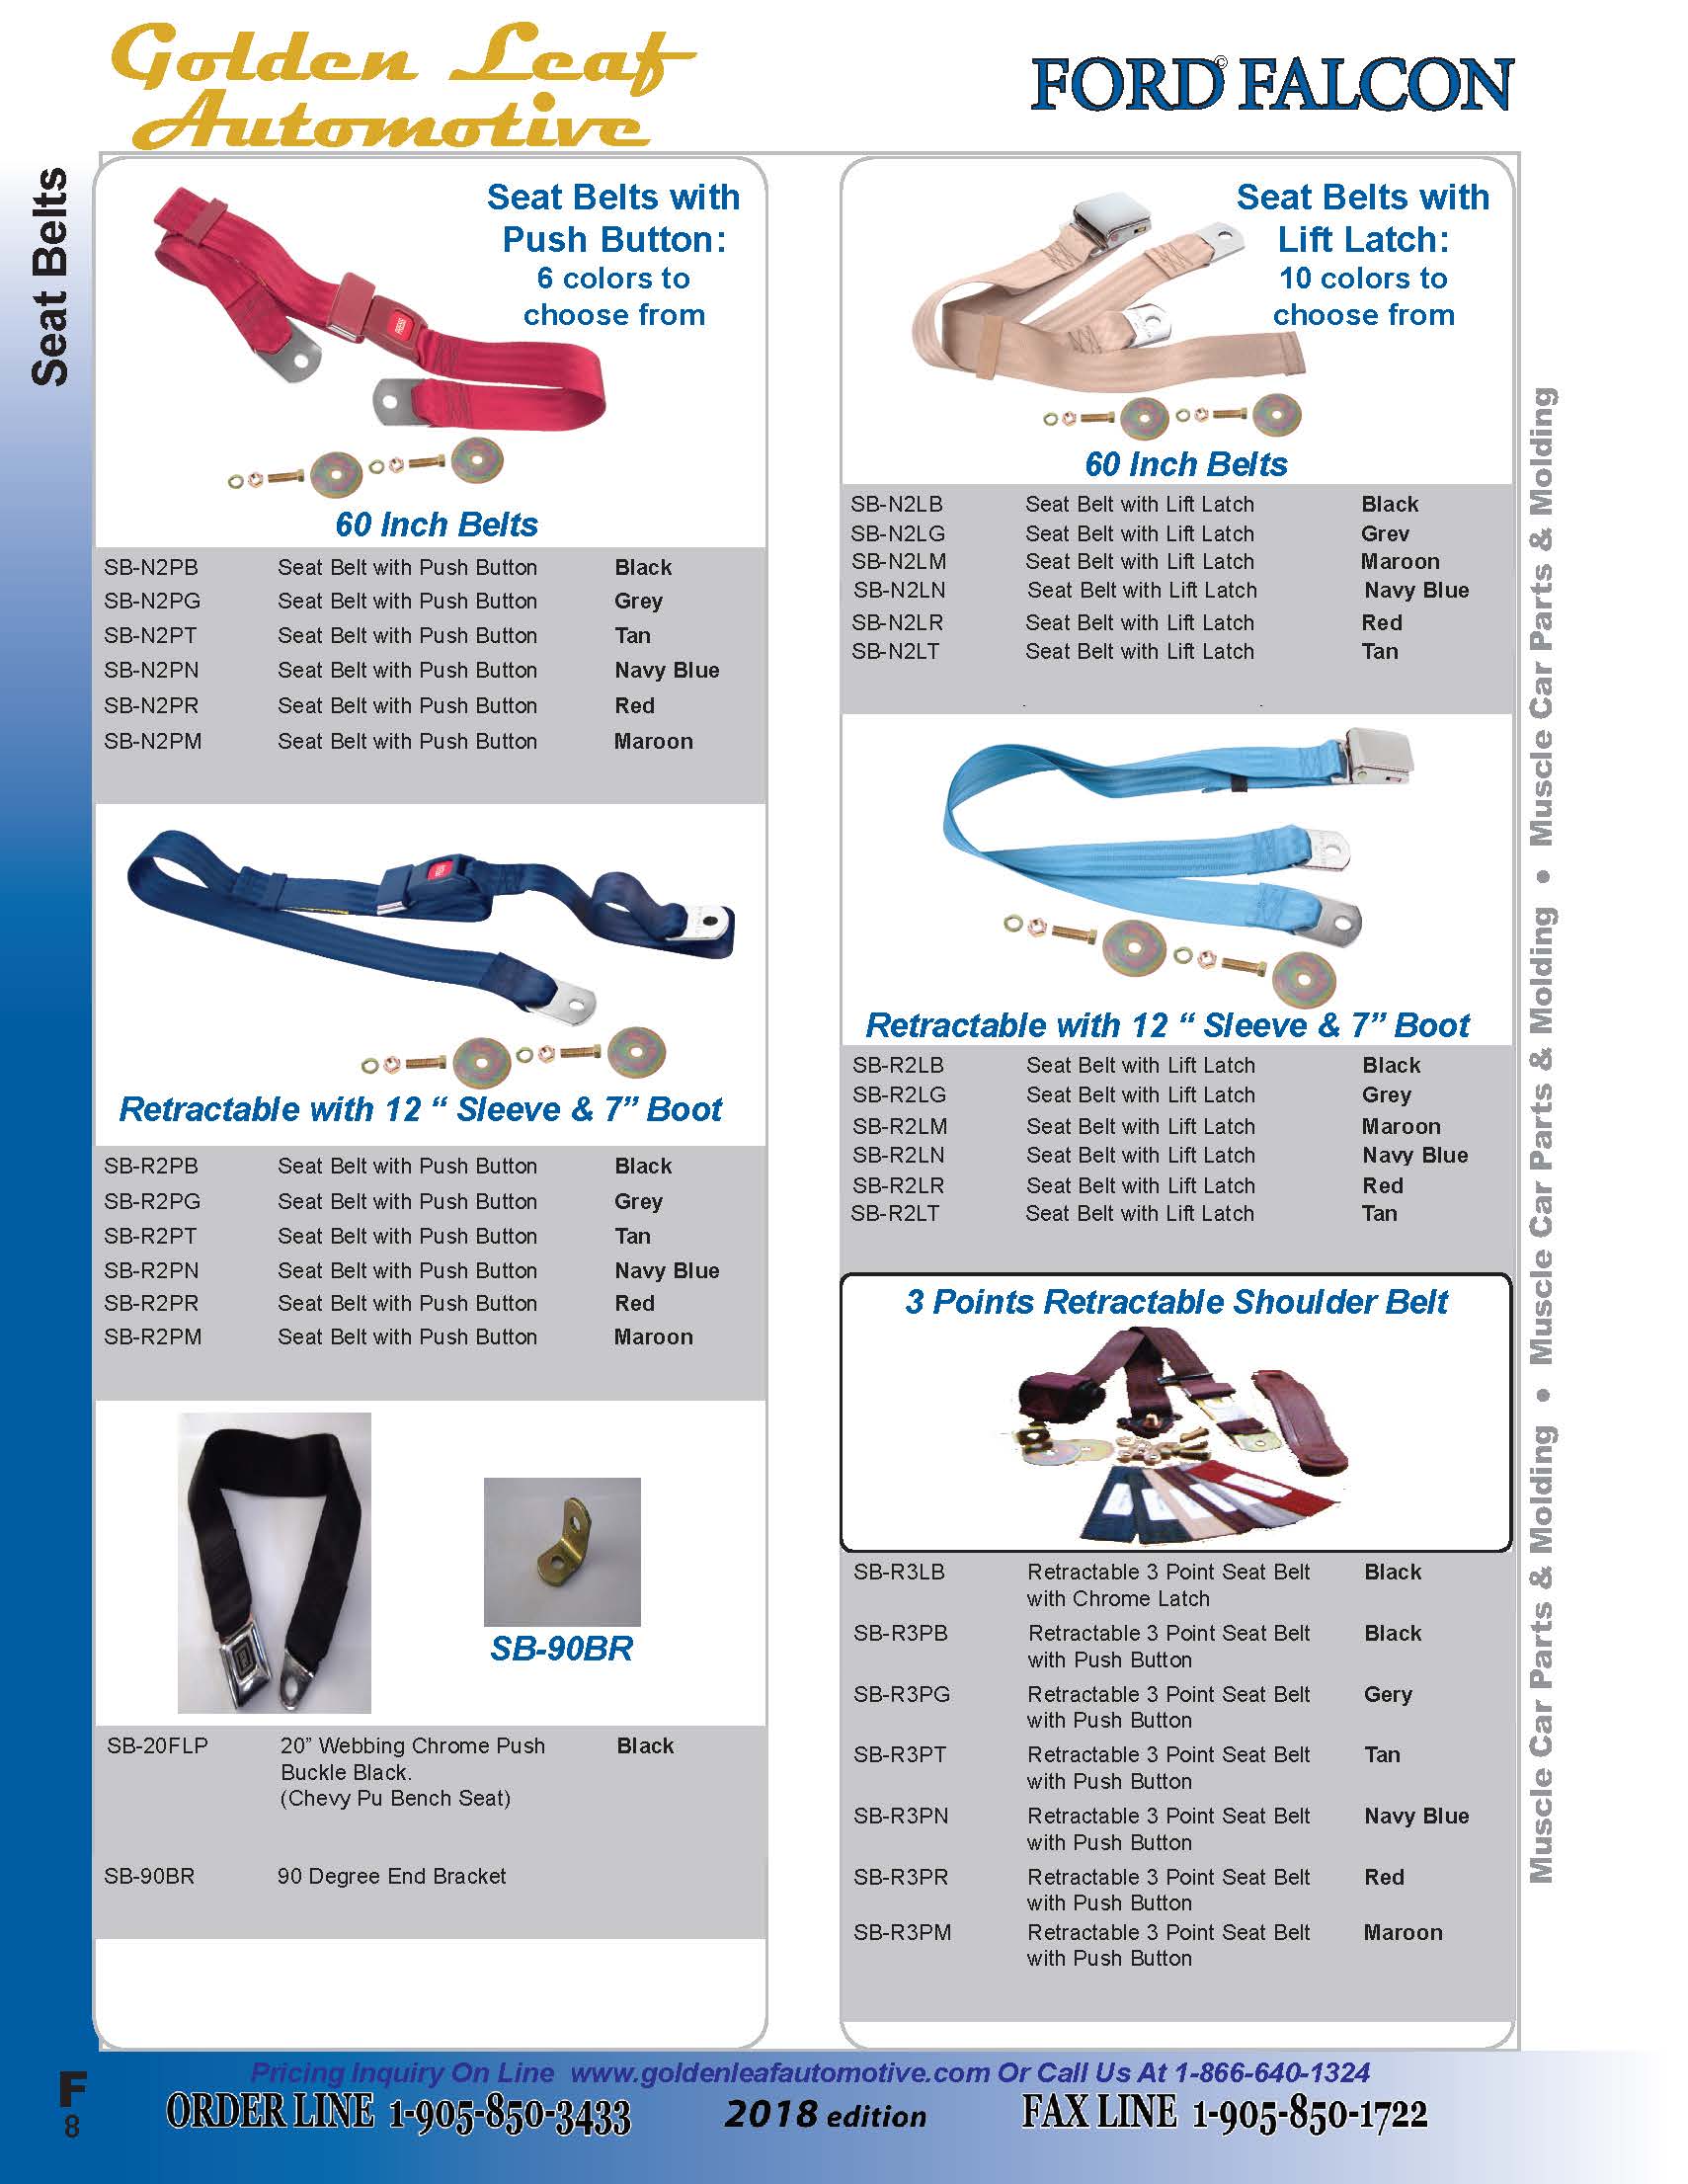 Golden Leaf
Automotive
FORD© FALCON
Seat Belts
Seat Belts with
Push Button:
6 colors to
choose from
PRESS
60 Inch Belts
SB-N2PB Seat Belt with Push Button Black
SB-N2PG Seat Belt with Push Button Grey
SB-N2PT Seat Belt with Push Button Tan
SB-N2PN Seat Belt with Push Button Navy Blue
SB-N2PR Seat Belt with Push Button Red
SB-N2PM Seat Belt with Push Button Maroon
Retractable with 12 “ Sleeve & 7” Boot
SB-R2PB Seat Belt with Push Button Black
SB-R2PG Seat Belt with Push Button Grey
SB-R2PT Seat Belt with Push Button Tan
SB-R2PN Seat Belt with Push Button Navy Blue
SB-R2PR Seat Belt with Push Button Red
SB-R2PM Seat Belt with Push Button Maroon
SB-90BR
SB-20FLP 20” Webbing Chrome Push Black
Buckle Black.
(Chevy Pu Bench Seat)
SB-90BR 90 Degree End Bracket
Seat Belts with
Lift Latch:
10 colors to
choose from
60 Inch Belts
SB-N2LB Seat Belt with Lift Latch Black
SB-N2LG Seat Belt with Lift Latch Grev
SB-N2LM Seat Belt with Lift Latch Maroon
SB-N2LN Seat Belt with Lift Latch Navy Blue
SB-N2LR Seat Belt with Lift Latch Red
SB-N2LT Seat Belt with Lift Latch Tan
Retractable with 12 “ Sleeve & 7” Boot
SB-R2LB Seat Belt with Lift Latch Black
SB-R2LG Seat Belt with Lift Latch Grey
SB-R2LM Seat Belt with Lift Latch Maroon
SB-R2LN Seat Belt with Lift Latch Navy Blue
SB-R2LR Seat Belt with Lift Latch Red
SB-R2LT Seat Belt with Lift Latch Tan
3 Points Retractable Shoulder Belt
SB-R3LB Retractable 3 Point Seat Belt Black
with Chrome Latch
SB-R3PB Retractable 3 Point Seat Belt Black
with Push Button
SB-R3PG Retractable 3 Point Seat Belt Gery
with Push Button
SB-R3PT Retractable 3 Point Seat Belt Tan
with Push Button
SB-R3PN Retractable 3 Point Seat Belt Navy Blue
with Push Button
SB-R3PR Retractable 3 Point Seat Belt Red
with Push Button
SB-R3PM Retractable 3 Point Seat Belt Maroon
with Push Button
Muscle Car Parts & Molding • Muscle Car Parts & Molding • Muscle Car Parts & Molding
Pricing Inquiry On Line www.goldenleafautomotive.com Or Call Us At 1-866-640-1324
F
8
ORDER LINE 1-905-850-3433 2018 edition FAX LINE 1-905-850-1722